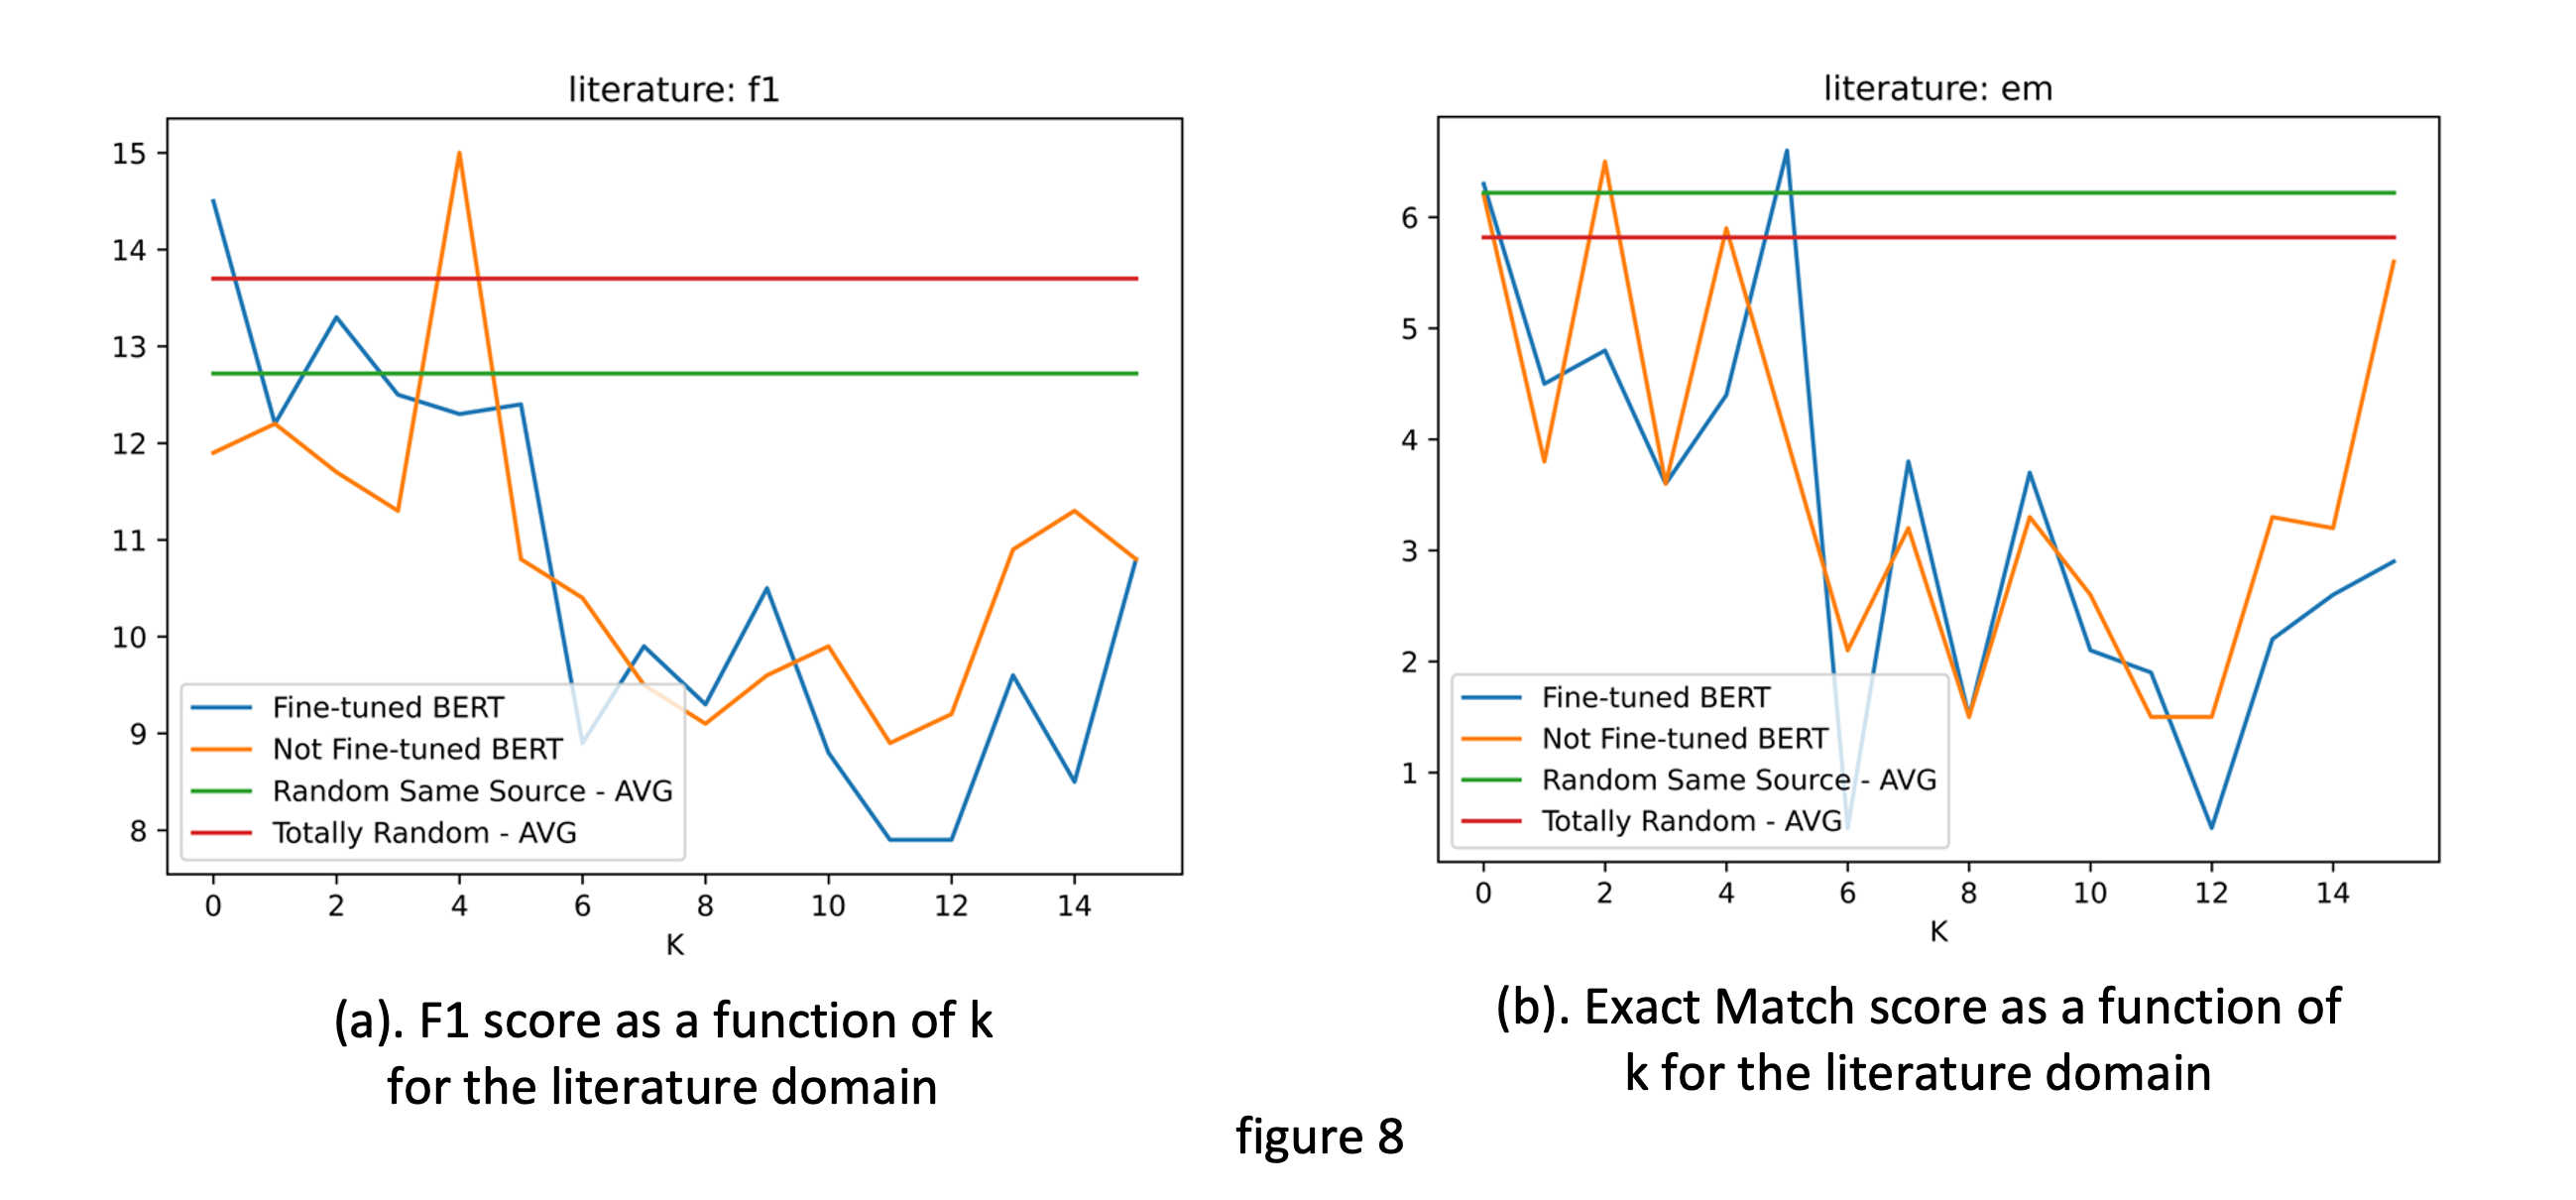 literature: f1
15
14
13
12
11
10
9
8
Fine-tuned BERT
Not Fine-tuned BERT
Random Same Source - AVG
Totally Random - AVG
0 2 4 6 8 10 12 14
K
(a). F1 score as a function of k
for the literature domain
literature: em
6
5
4
3
2
1
Fine-tuned BERT
Not Fine-tuned BERT
Random Same Source - AVG
Totally Random - AVG
0 2 4 6 8 10 12 14
K
(b). Exact Match score as a function of
k for the literature domain
figure 8